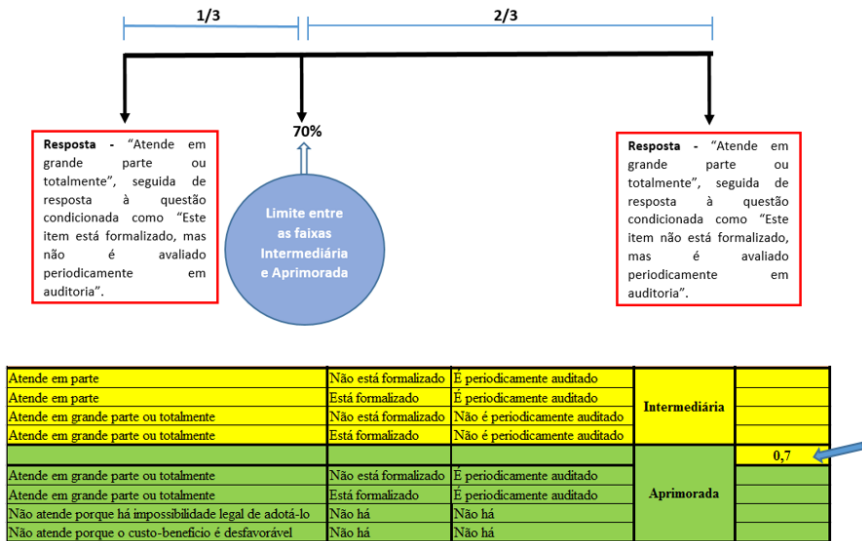 1/3
2/3
70%
Resposta - “Atende em
grande parte ou
totalmente”, seguida de
resposta à questão
condicionada como “Este
item está formalizado, mas
não é avaliado
periodicamente em
auditoria”.
Limite entre
as faixas
Intermediária
e Aprimorada
Resposta - “Atende em
grande parte ou
totalmente”, seguida de
resposta à questão
condicionada como “Este
item não está formalizado,
mas é avaliado
periodicamente em
auditoria”.
Atende em parte Não está formalizado É periodicamente auditado
Atende em parte Está formalizado É periodicamente auditado
Intermediária
Atende em grande parte ou totalmente Não está formalizado Não é periodicamente auditado
Atende em grande parte ou totalmente Está formalizado Não é periodicamente auditado
0,7
Atende em grande parte ou totalmente Não está formalizado É periodicamente auditado
Atende em grande parte ou totalmente Está formalizado É periodicamente auditado
Aprimorada
Não atende porque há impossibilidade legal de adotá-lo Não há Não há
Não atende porque o custo-benefício é desfavorável Não há Não há